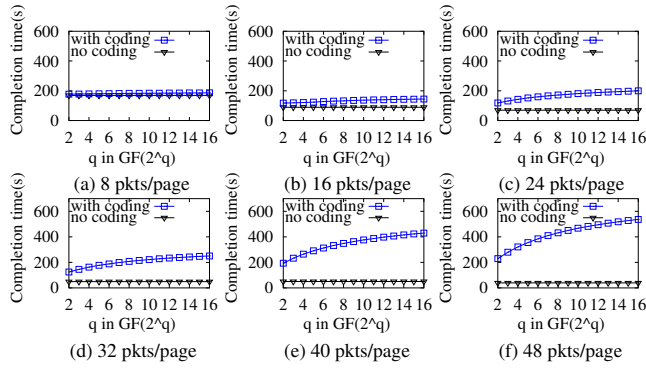 Completion time(s)
600
400
200
0
with coding
no coding
2 4 6 8 10 12 14 16
q in GF(2^q)
(a) 8 pkts/page
Completion time(s)
600
400
200
0
with coding
no coding
2 4 6 8 10 12 14 16
q in GF(2^q)
(b) 16 pkts/page
Completion time(s)
600
400
200
0
with coding
no coding
2 4 6 8 10 12 14 16
q in GF(2^q)
(c) 24 pkts/page
Completion time(s)
600
400
200
0
with coding
no coding
2 4 6 8 10 12 14 16
q in GF(2^q)
(d) 32 pkts/page
Completion time(s)
600
400
200
0
with coding
no coding
2 4 6 8 10 12 14 16
q in GF(2^q)
(e) 40 pkts/page
Completion time(s)
600
400
200
0
with coding
no coding
2 4 6 8 10 12 14 16
q in GF(2^q)
(f) 48 pkts/page